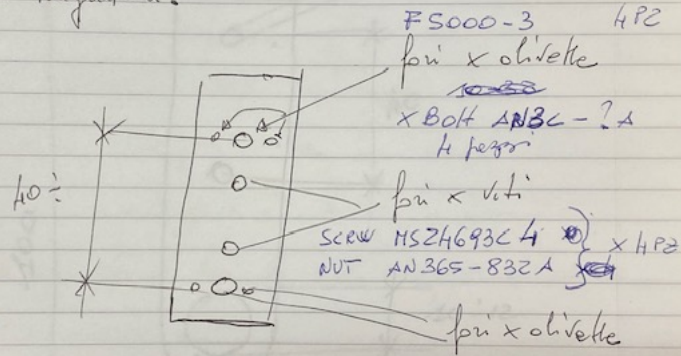 F5000-3 4PZ
fori x olivette
x Bolt AN3C-?A
4 pezzi
40÷
fori x viti
SCREW MS24693C4
NUT AN365-832A
x 4PZ
fori x olivette